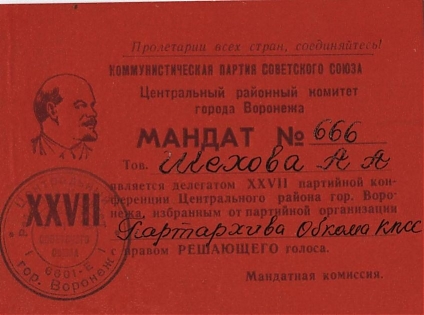 Пролетарии всех стран, соединяйтесь!
КОММУНИСТИЧЕСКАЯ ПАРТИЯ СОВЕТСКОГО СОЮЗА
Центральный районный комитет
города Воронежа
МАНДАТ № 666
Тов. Шехова А А
является делегатом XXVII партийной кон-
ференции Центрального района гор. Воро-
нежа, избранным от партийной организации
Партархива Обкома КПСС
с правом РЕШАЮЩЕГО голоса.
Мандатная комиссия.
XXVII
гор. Воронеж